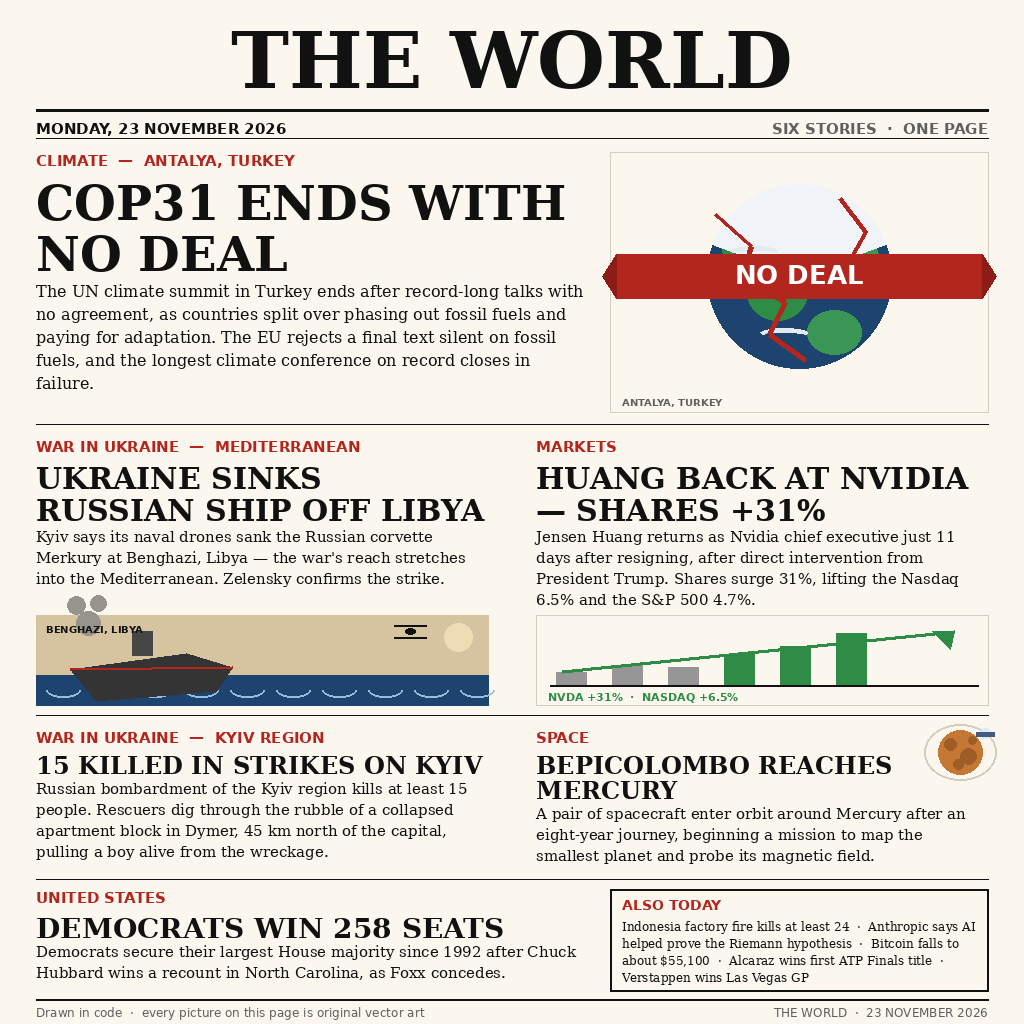 THE WORLD
MONDAY, 23 NOVEMBER 2026
SIX STORIES · ONE PAGE
CLIMATE — ANTALYA, TURKEY
COP31 ENDS WITH
NO DEAL
The UN climate summit in Turkey ends after record-long talks with
no agreement, as countries split over phasing out fossil fuels and
paying for adaptation. The EU rejects a final text silent on fossil
fuels, and the longest climate conference on record closes in
failure.
NO DEAL
ANTALYA, TURKEY
WAR IN UKRAINE — MEDITERRANEAN
UKRAINE SINKS
RUSSIAN SHIP OFF LIBYA
Kyiv says its naval drones sank the Russian corvette
Merkury at Benghazi, Libya — the war's reach stretches
into the Mediterranean. Zelensky confirms the strike.
BENGHAZI, LIBYA
MARKETS
HUANG BACK AT NVIDIA
— SHARES +31%
Jensen Huang returns as Nvidia chief executive just 11
days after resigning, after direct intervention from
President Trump. Shares surge 31%, lifting the Nasdaq
6.5% and the S&P 500 4.7%.
NVDA +31% · NASDAQ +6.5%
WAR IN UKRAINE — KYIV REGION
15 KILLED IN STRIKES ON KYIV
Russian bombardment of the Kyiv region kills at least 15
people. Rescuers dig through the rubble of a collapsed
apartment block in Dymer, 45 km north of the capital,
pulling a boy alive from the wreckage.
SPACE
BEPICOLOMBO REACHES
MERCURY
A pair of spacecraft enter orbit around Mercury after an
eight-year journey, beginning a mission to map the
smallest planet and probe its magnetic field.
UNITED STATES
DEMOCRATS WIN 258 SEATS
Democrats secure their largest House majority since 1992 after Chuck
Hubbard wins a recount in North Carolina, as Foxx concedes.
ALSO TODAY
Indonesia factory fire kills at least 24 · Anthropic says AI
helped prove the Riemann hypothesis · Bitcoin falls to
about $55,100 · Alcaraz wins first ATP Finals title ·
Verstappen wins Las Vegas GP
Drawn in code · every picture on this page is original vector art
THE WORLD · 23 NOVEMBER 2026